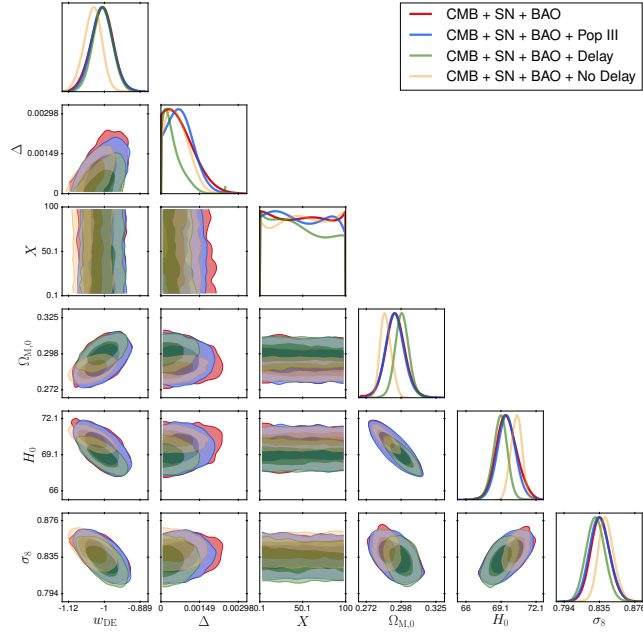 CMB + SN + BAO
CMB + SN + BAO + Pop III
CMB + SN + BAO + Delay
CMB + SN + BAO + No Delay
0.00298
0.00149
0
Δ
100
50.1
0.1
X
0.325
0.298
0.272
Ω_M,0
72.1
69.1
66
H_0
0.876
0.835
0.794
σ_8
-1.12 -1 -0.889
w_DE
0 0.00149 0.00298
Δ
0.1 50.1 100
X
0.272 0.298 0.325
Ω_M,0
66 69.1 72.1
H_0
0.794 0.835 0.876
σ_8